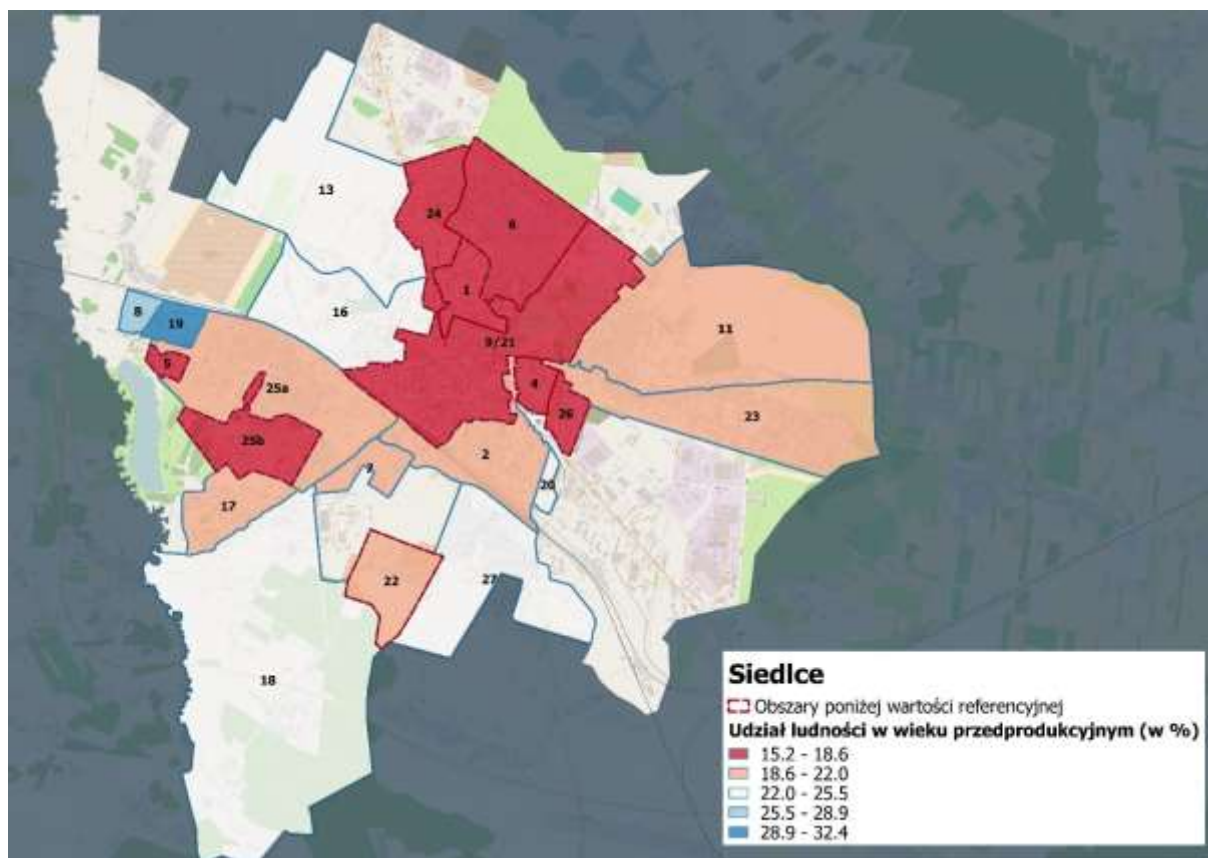 13
24
6
1
16
8
19
9/21
11
5
4
25a
26
23
25b
2
7
17
20
22
27
18
Siedlce
Obszary poniżej wartości referencyjnej
Udział ludności w wieku przedprodukcyjnym (w %)
15.2 - 18.6
18.6 - 22.0
22.0 - 25.5
25.5 - 28.9
28.9 - 32.4